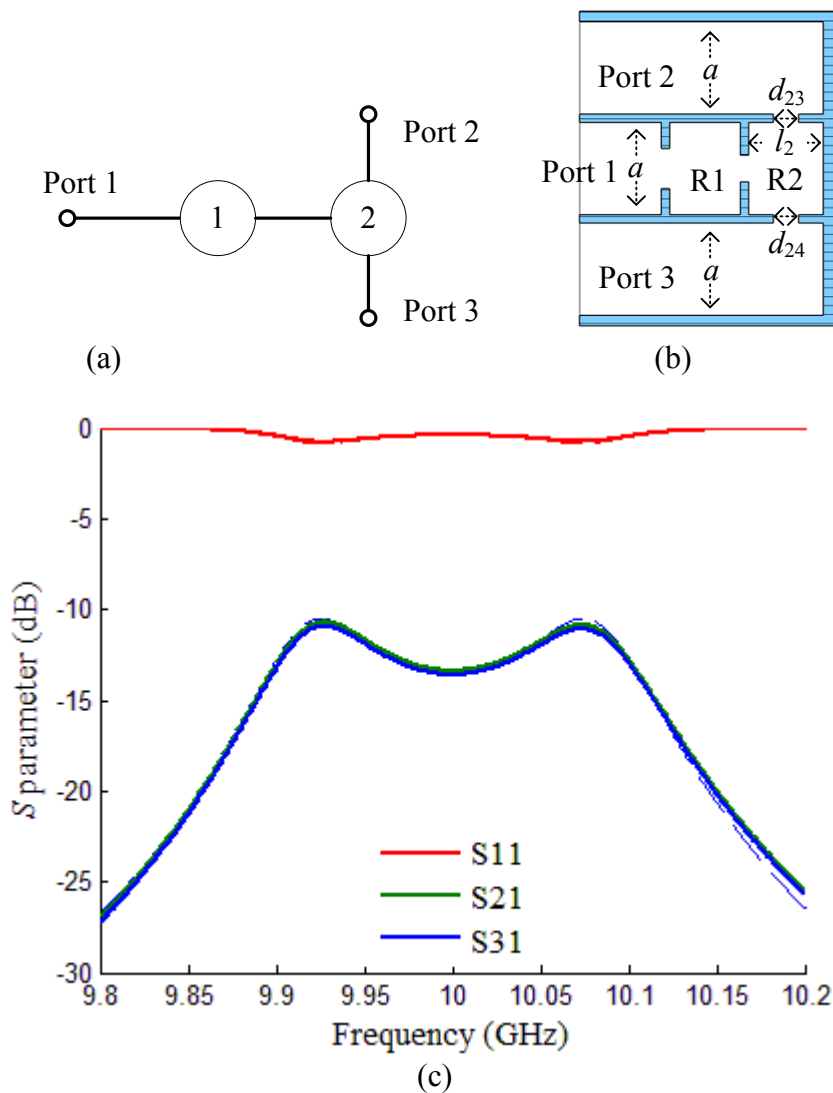 Port 1
1
2
Port 2
Port 3
(a)
Port 2
a
d23
l2
Port 1
a
R1
R2
d24
Port 3
a
(b)
S parameter (dB)
0
-5
-10
-15
-20
-25
-30
S11
S21
S31
9.8 9.85 9.9 9.95 10 10.05 10.1 10.15 10.2
Frequency (GHz)
(c)